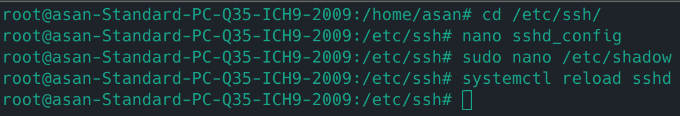 root@asan-Standard-PC-Q35-ICH9-2009:/home/asan# cd /etc/ssh/
root@asan-Standard-PC-Q35-ICH9-2009:/etc/ssh# nano sshd_config
root@asan-Standard-PC-Q35-ICH9-2009:/etc/ssh# sudo nano /etc/shadow
root@asan-Standard-PC-Q35-ICH9-2009:/etc/ssh# systemctl reload sshd
root@asan-Standard-PC-Q35-ICH9-2009:/etc/ssh#